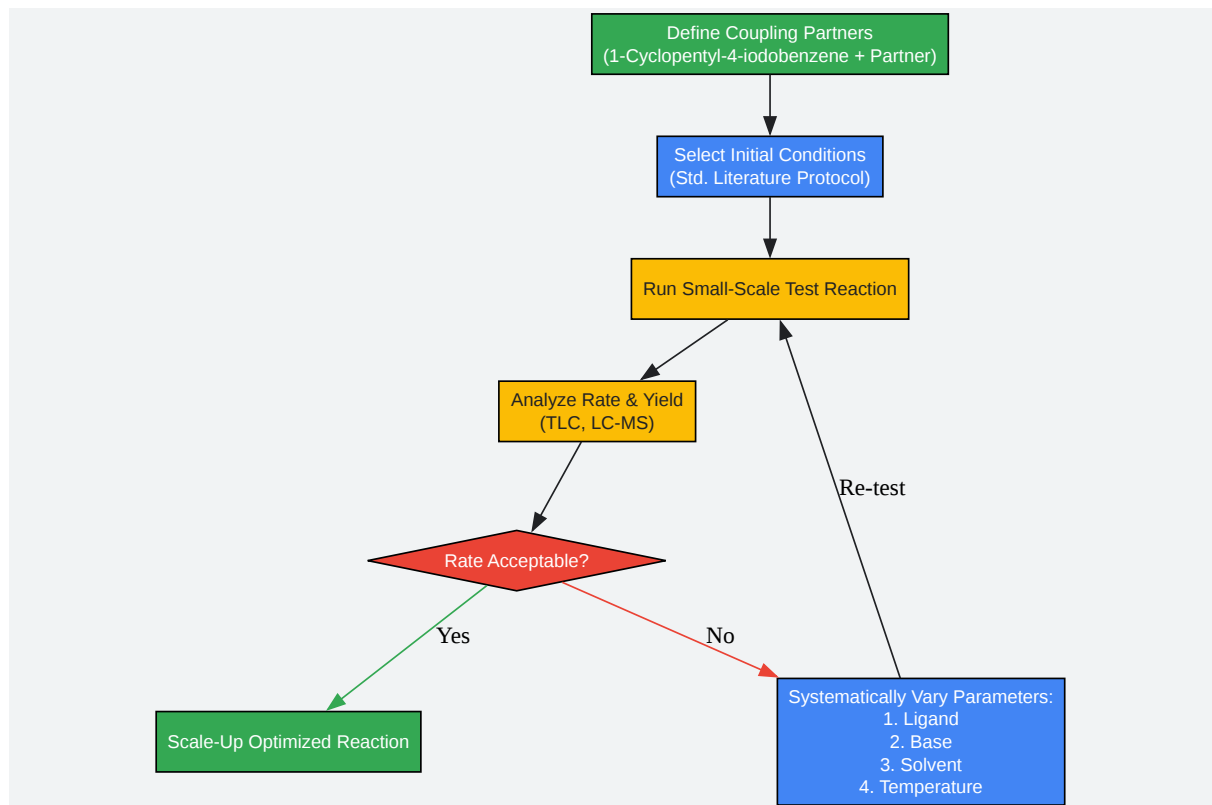 Define Coupling Partners
(1-Cyclopentyl-4-iodobenzene + Partner)
Select Initial Conditions
(Std. Literature Protocol)
Run Small-Scale Test Reaction
Analyze Rate & Yield
(TLC, LC-MS)
Re-test
Rate Acceptable?
Yes
No
Scale-Up Optimized Reaction
Systematically Vary Parameters:
1. Ligand
2. Base
3. Solvent
4. Temperature